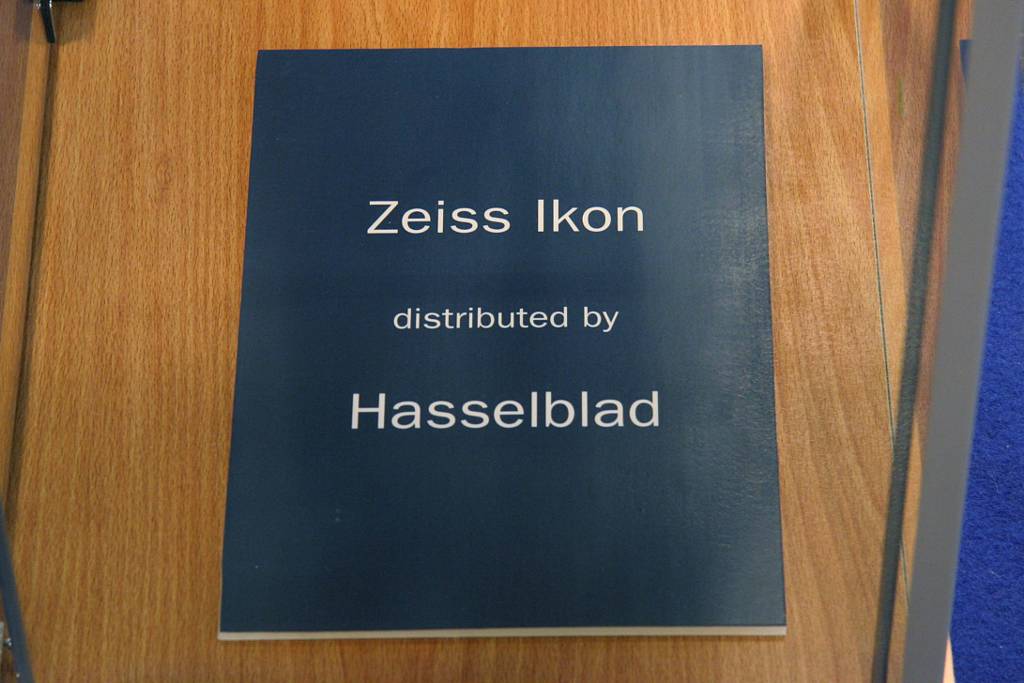 Zeiss Ikon
distributed by
Hasselblad